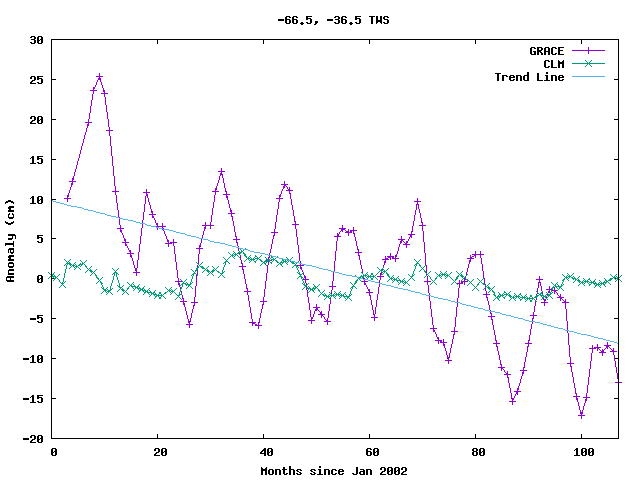 -66.5, -36.5 TWS
GRACE
CLM
Trend Line
30
25
20
15
10
5
0
-5
-10
-15
-20
Anomaly (cm)
0 20 40 60 80 100
Months since Jan 2002